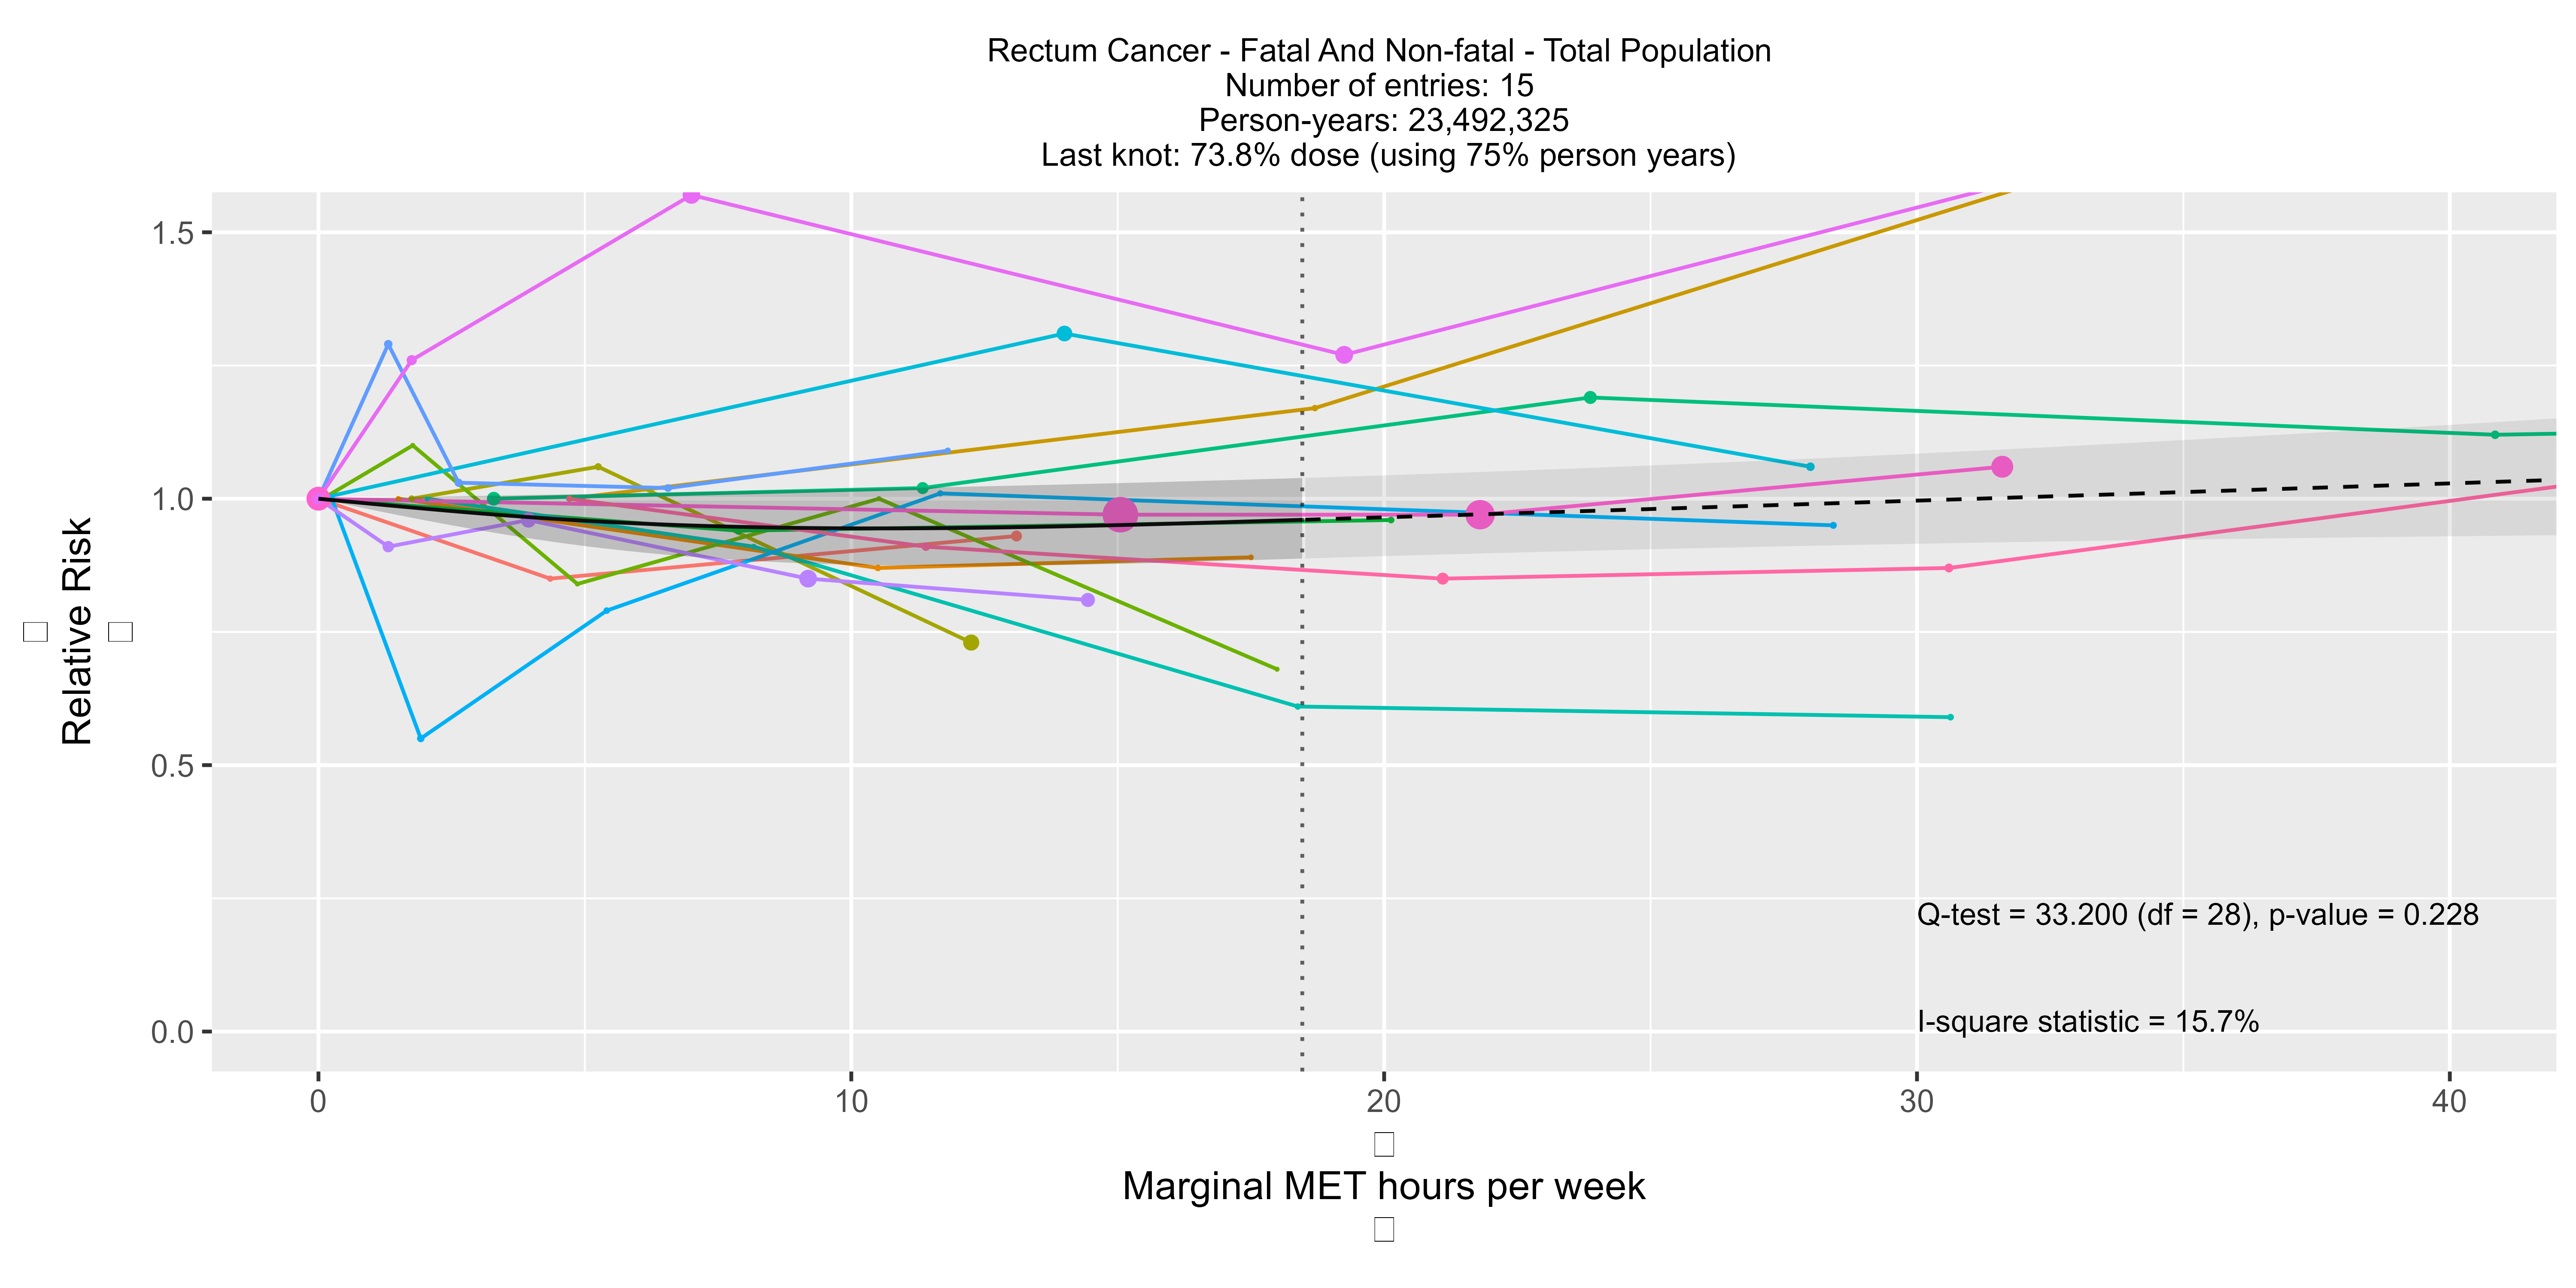 Rectum Cancer - Fatal And Non-fatal - Total Population
Number of entries: 15
Person-years: 23,492,325
Last knot: 73.8% dose (using 75% person years)
1.5
1.0
0.5
0.0
Relative Risk
Q-test = 33.200 (df = 28), p-value = 0.228
I-square statistic = 15.7%
0 10 20 30 40
Marginal MET hours per week